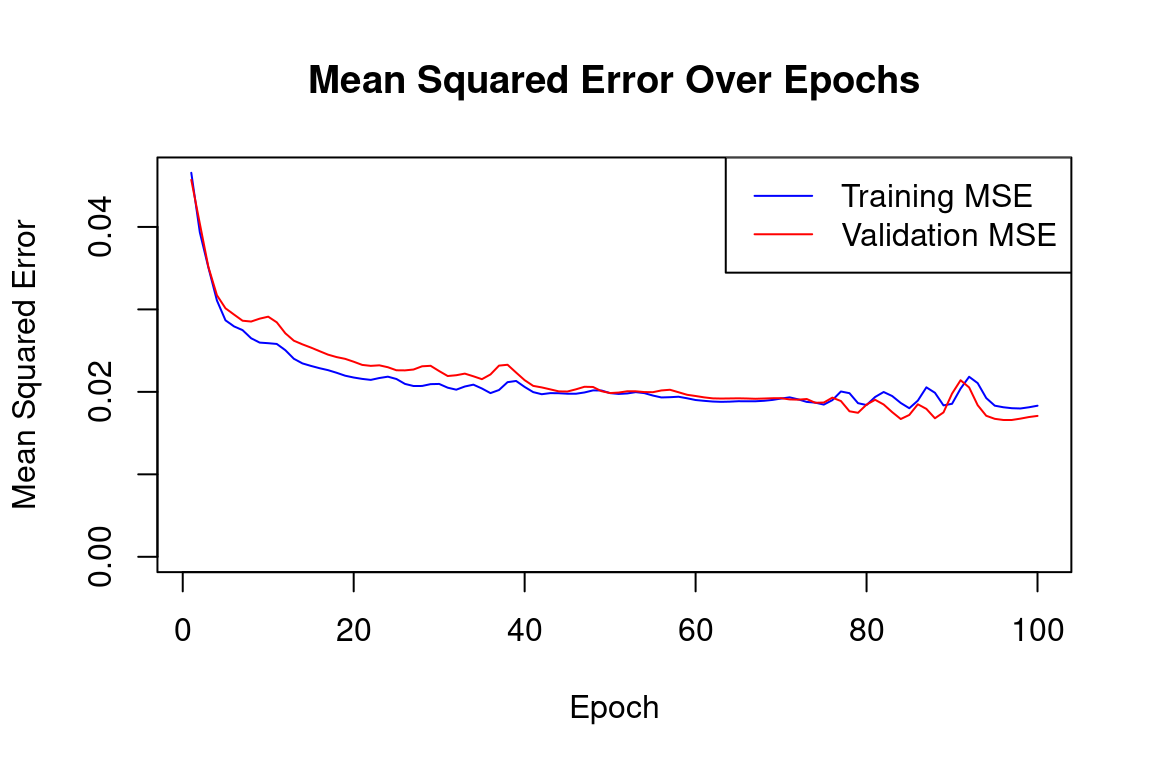 Mean Squared Error Over Epochs
Training MSE
Validation MSE
Mean Squared Error
0.04
0.02
0.00
0 20 40 60 80 100
Epoch